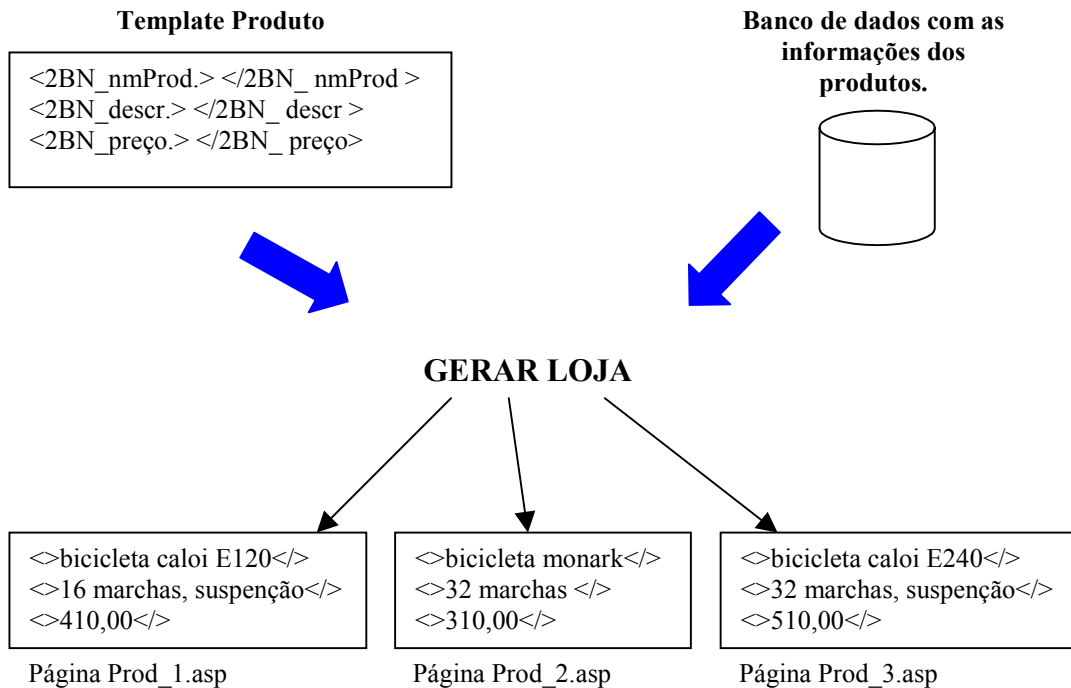 Template Produto
<2BN_nmProd.> </2BN_ nmProd >
<2BN_descr.> </2BN_ descr >
<2BN_preço.> </2BN_ preço>
Banco de dados com as
informações dos
produtos.
GERAR LOJA
<>bicicleta caloi E120</>
<>16 marchas, suspenção</>
<>410,00</>
Página Prod_1.asp
<>bicicleta monark</>
<>32 marchas </>
<>310,00</>
Página Prod_2.asp
<>bicicleta caloi E240</>
<>32 marchas, suspenção</>
<>510,00</>
Página Prod_3.asp